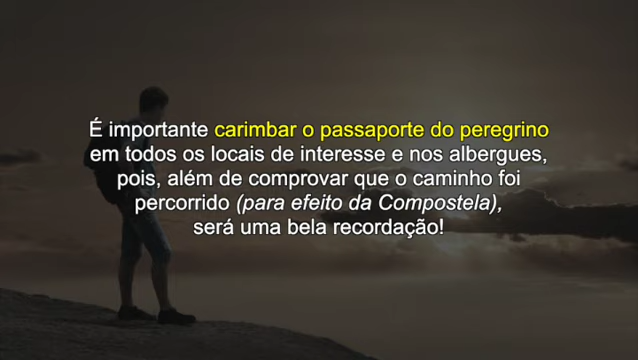 É importante carimbar o passaporte do peregrino
em todos os locais de interesse e nos albergues,
pois, além de comprovar que o caminho foi
percorrido (para efeito da Compostela),
será uma bela recordação!